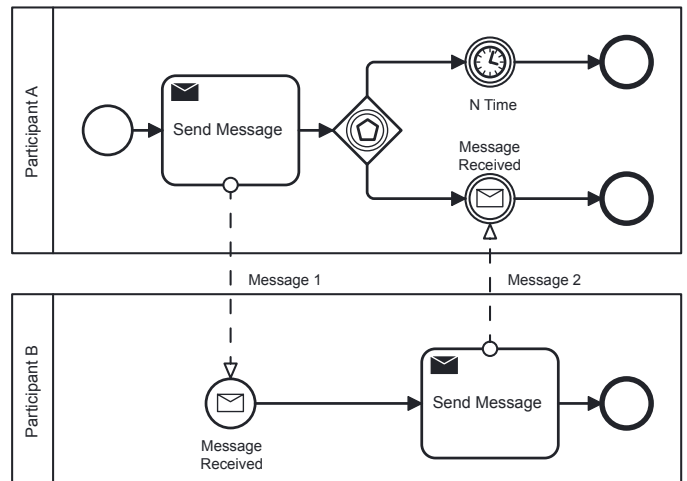 Participant A
Send Message
N Time
Message
Received
Message 1
Message 2
Participant B
Message
Received
Send Message